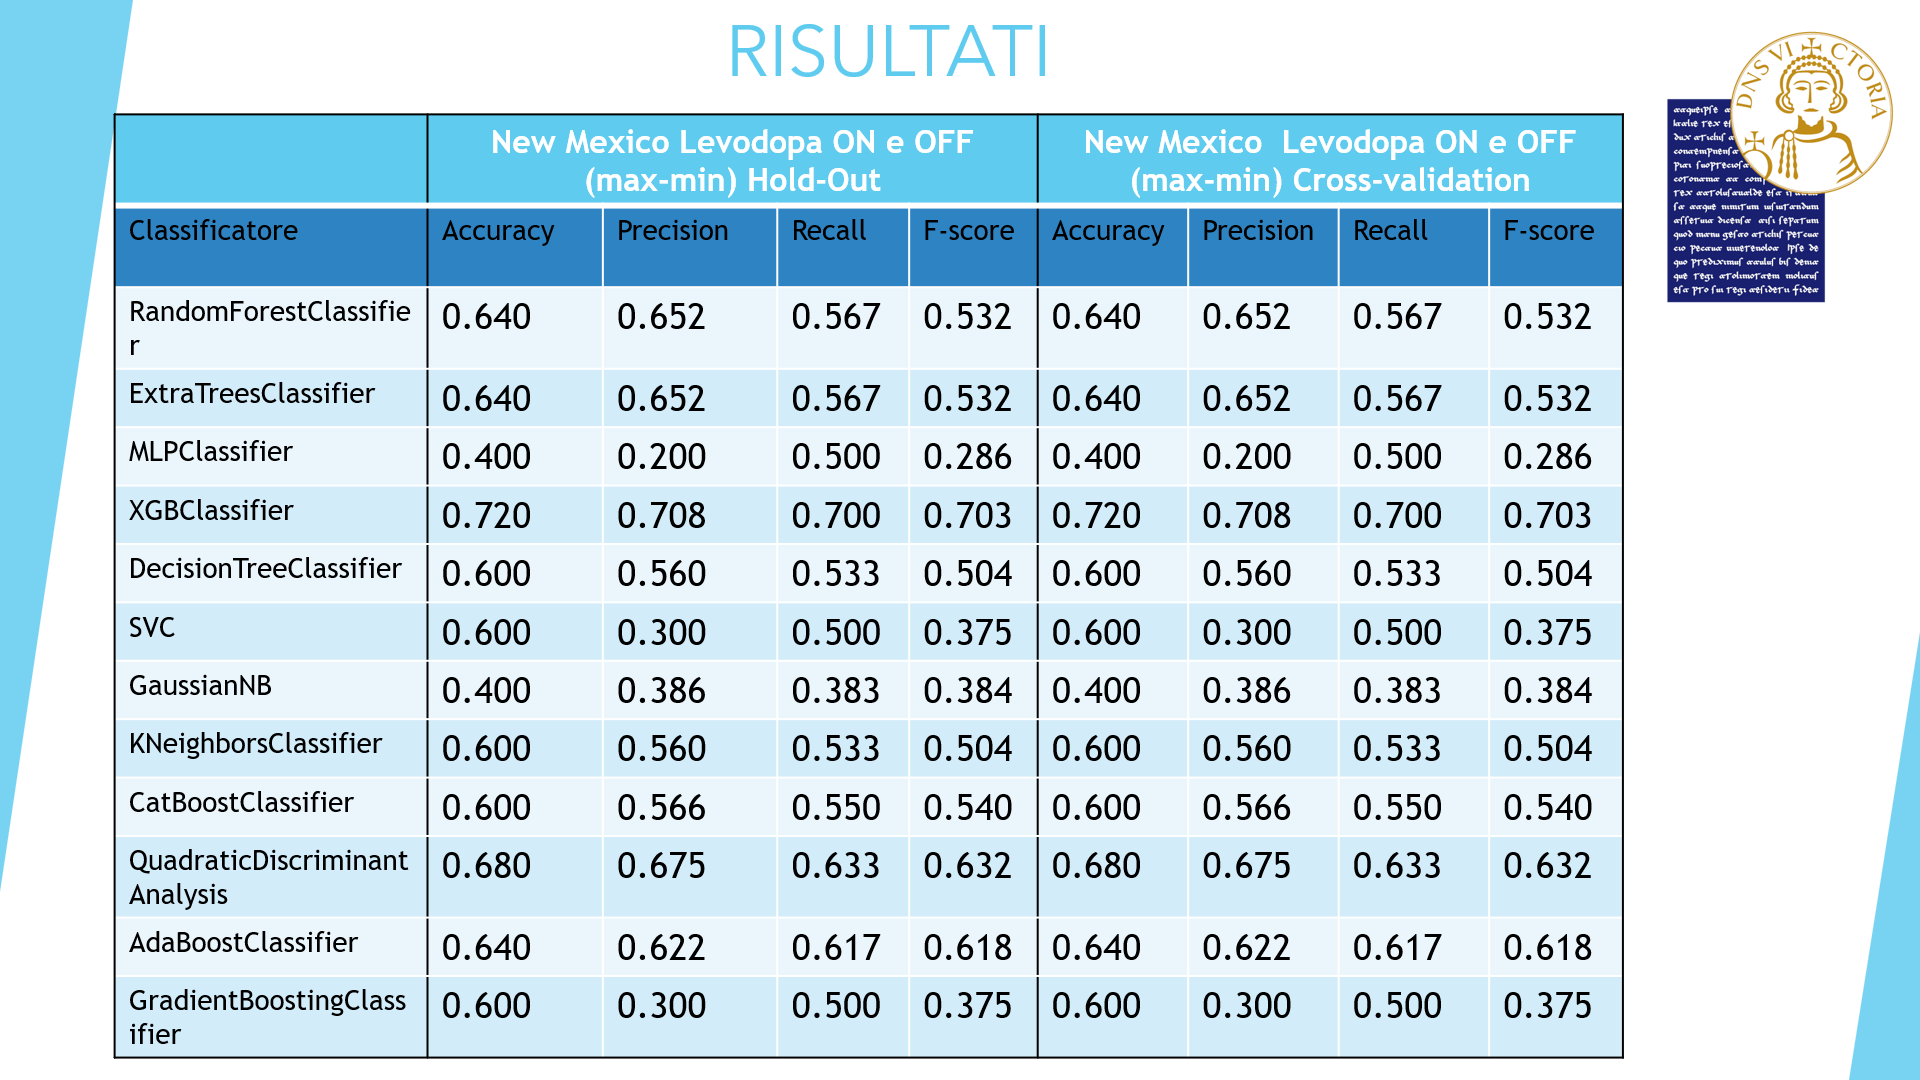 RISULTATI
New Mexico Levodopa ON e OFF (max-min) Hold-Out New Mexico  Levodopa ON e OFF (max-min) Cross-validation
Classificatore Accuracy Precision Recall F-score Accuracy Precision Recall F-score
RandomForestClassifier 0.640 0.652 0.567 0.532 0.640 0.652 0.567 0.532
ExtraTreesClassifier 0.640 0.652 0.567 0.532 0.640 0.652 0.567 0.532
MLPClassifier 0.400 0.200 0.500 0.286 0.400 0.200 0.500 0.286
XGBClassifier 0.720 0.708 0.700 0.703 0.720 0.708 0.700 0.703
DecisionTreeClassifier 0.600 0.560 0.533 0.504 0.600 0.560 0.533 0.504
SVC 0.600 0.300 0.500 0.375 0.600 0.300 0.500 0.375
GaussianNB 0.400 0.386 0.383 0.384 0.400 0.386 0.383 0.384
KNeighborsClassifier 0.600 0.560 0.533 0.504 0.600 0.560 0.533 0.504
CatBoostClassifier 0.600 0.566 0.550 0.540 0.600 0.566 0.550 0.540
QuadraticDiscriminantAnalysis 0.680 0.675 0.633 0.632 0.680 0.675 0.633 0.632
AdaBoostClassifier 0.640 0.622 0.617 0.618 0.640 0.622 0.617 0.618
GradientBoostingClassifier 0.600 0.300 0.500 0.375 0.600 0.300 0.500 0.375
DNS VICTORIA